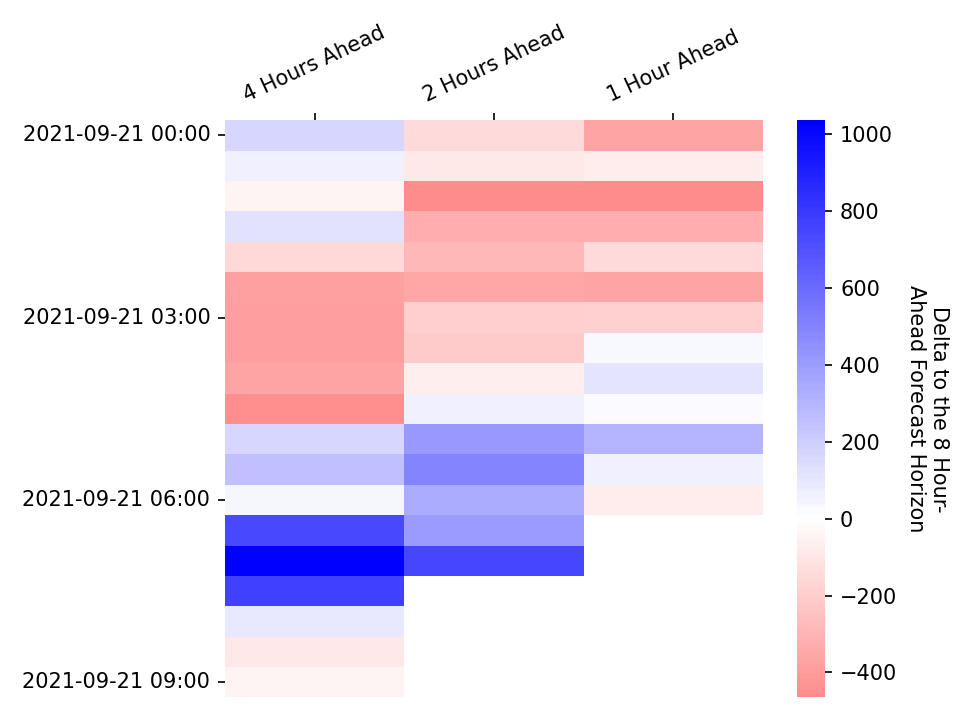 4 Hours Ahead
2 Hours Ahead
1 Hour Ahead
2021-09-21 00:00
2021-09-21 03:00
2021-09-21 06:00
2021-09-21 09:00
1000
800
600
400
200
0
−200
−400
Delta to the 8 Hour-
Ahead Forecast Horizon